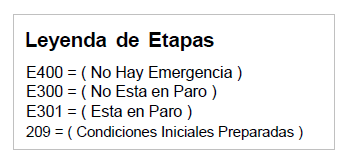 Leyenda de Etapas
E400 = ( No Hay Emergencia )
E300 = ( No Esta en Paro )
E301 = ( Esta en Paro )
209 = ( Condiciones Iniciales Preparadas )